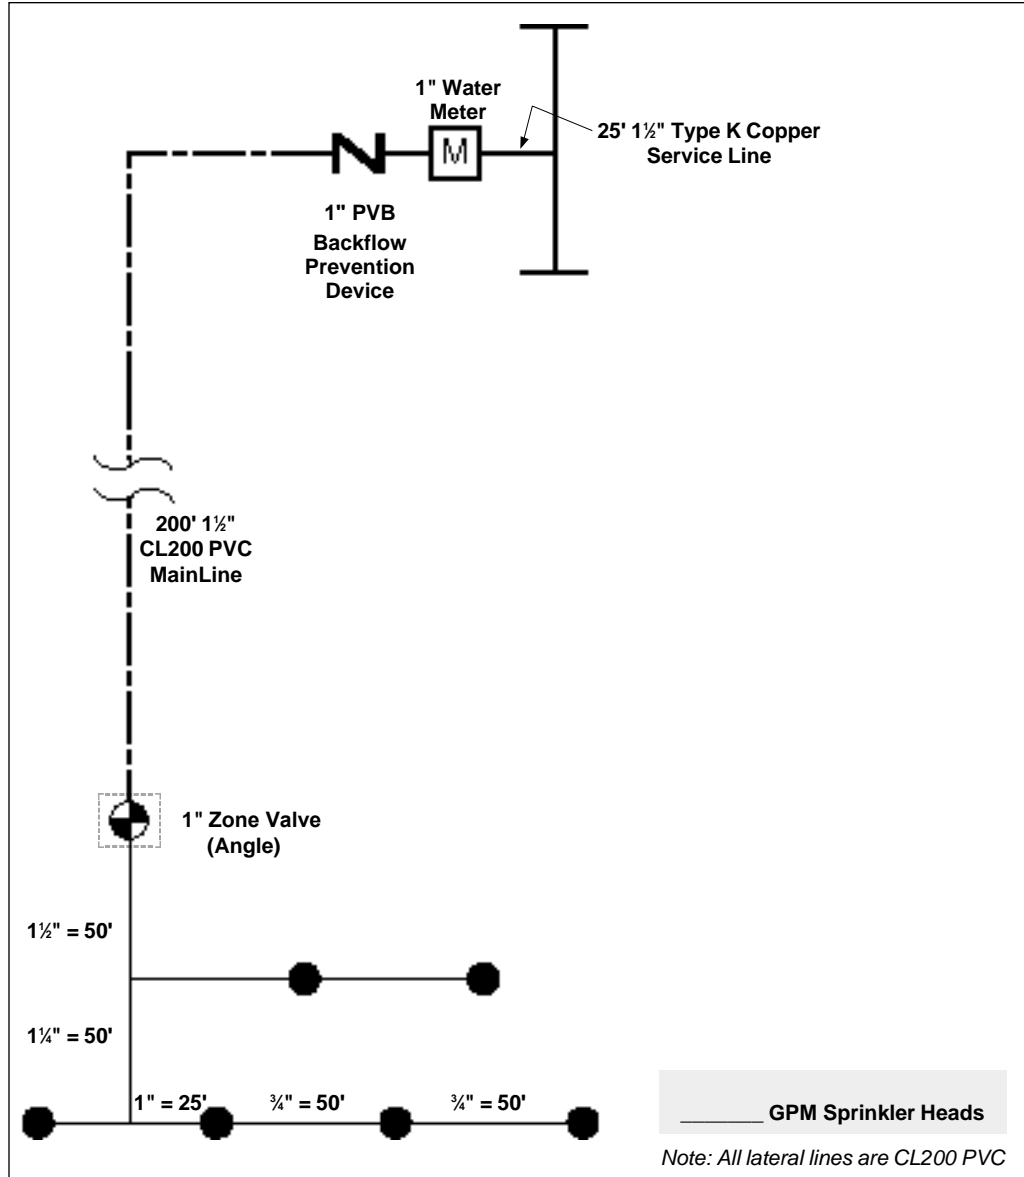 1" Water
Meter
M
25' 1½" Type K Copper
Service Line
1" PVB
Backflow
Prevention
Device
200' 1½"
CL200 PVC
MainLine
1" Zone Valve
(Angle)
1½" = 50'
1¼" = 50'
1" = 25'
¾" = 50'
¾" = 50'
_______ GPM Sprinkler Heads
Note: All lateral lines are CL200 PVC